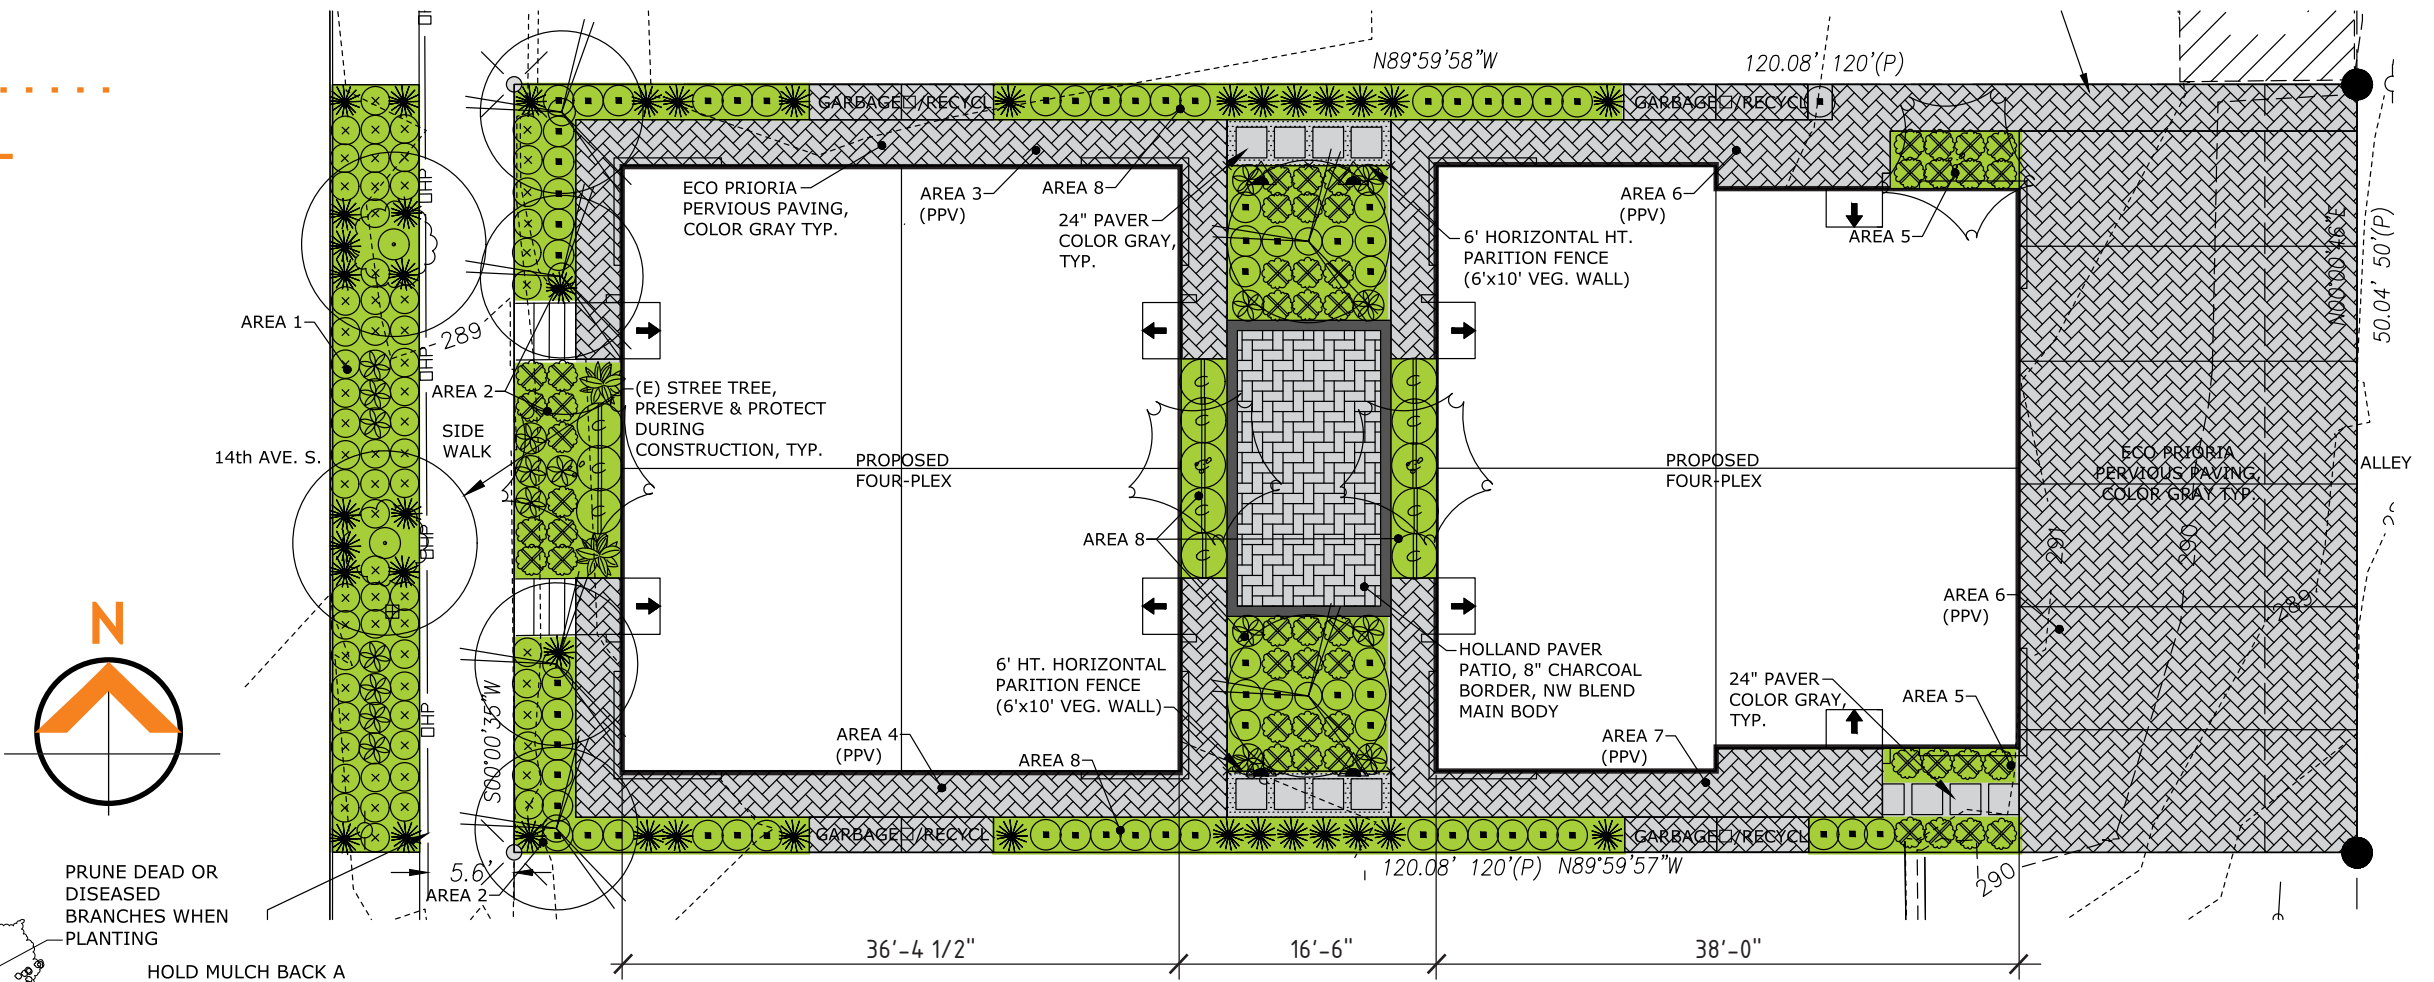 N89°59'58"W
120.08' 120'(P)
GARBAGE□/RECYCL
GARBAGE□/RECYCL
OHP
ECO PRIORIA
PERVIOUS PAVING,
COLOR GRAY TYP.
AREA 3
(PPV)
AREA 8
24" PAVER
COLOR GRAY,
TYP.
6' HORIZONTAL HT.
PARITION FENCE
(6'x10' VEG. WALL)
AREA 6
(PPV)
AREA 5
N00°00'46"E
50.04' 50'(P)
AREA 1
289
OHP
AREA 2
(E) STREE TREE,
PRESERVE & PROTECT
DURING
CONSTRUCTION, TYP.
SIDE
WALK
14th AVE. S.
PROPOSED
FOUR-PLEX
PROPOSED
FOUR-PLEX
ECO PRIORIA
PERVIOUS PAVING,
COLOR GRAY TYP.
ALLEY
OHP
AREA 8
291
290
289
AREA 6
(PPV)
N
6' HT. HORIZONTAL
PARITION FENCE
(6'x10' VEG. WALL)
HOLLAND PAVER
PATIO, 8" CHARCOAL
BORDER, NW BLEND
MAIN BODY
24" PAVER
COLOR GRAY,
TYP.
AREA 5
OHP
S00°00'35"W
AREA 4
(PPV)
AREA 8
AREA 7
(PPV)
GARBAGE□/RECYCL
GARBAGE□/RECYCL
120.08' 120'(P) N89°59'57"W
290
5.6'
AREA 2
PRUNE DEAD OR
DISEASED
BRANCHES WHEN
PLANTING
HOLD MULCH BACK A
36'-4 1/2"
16'-6"
38'-0"